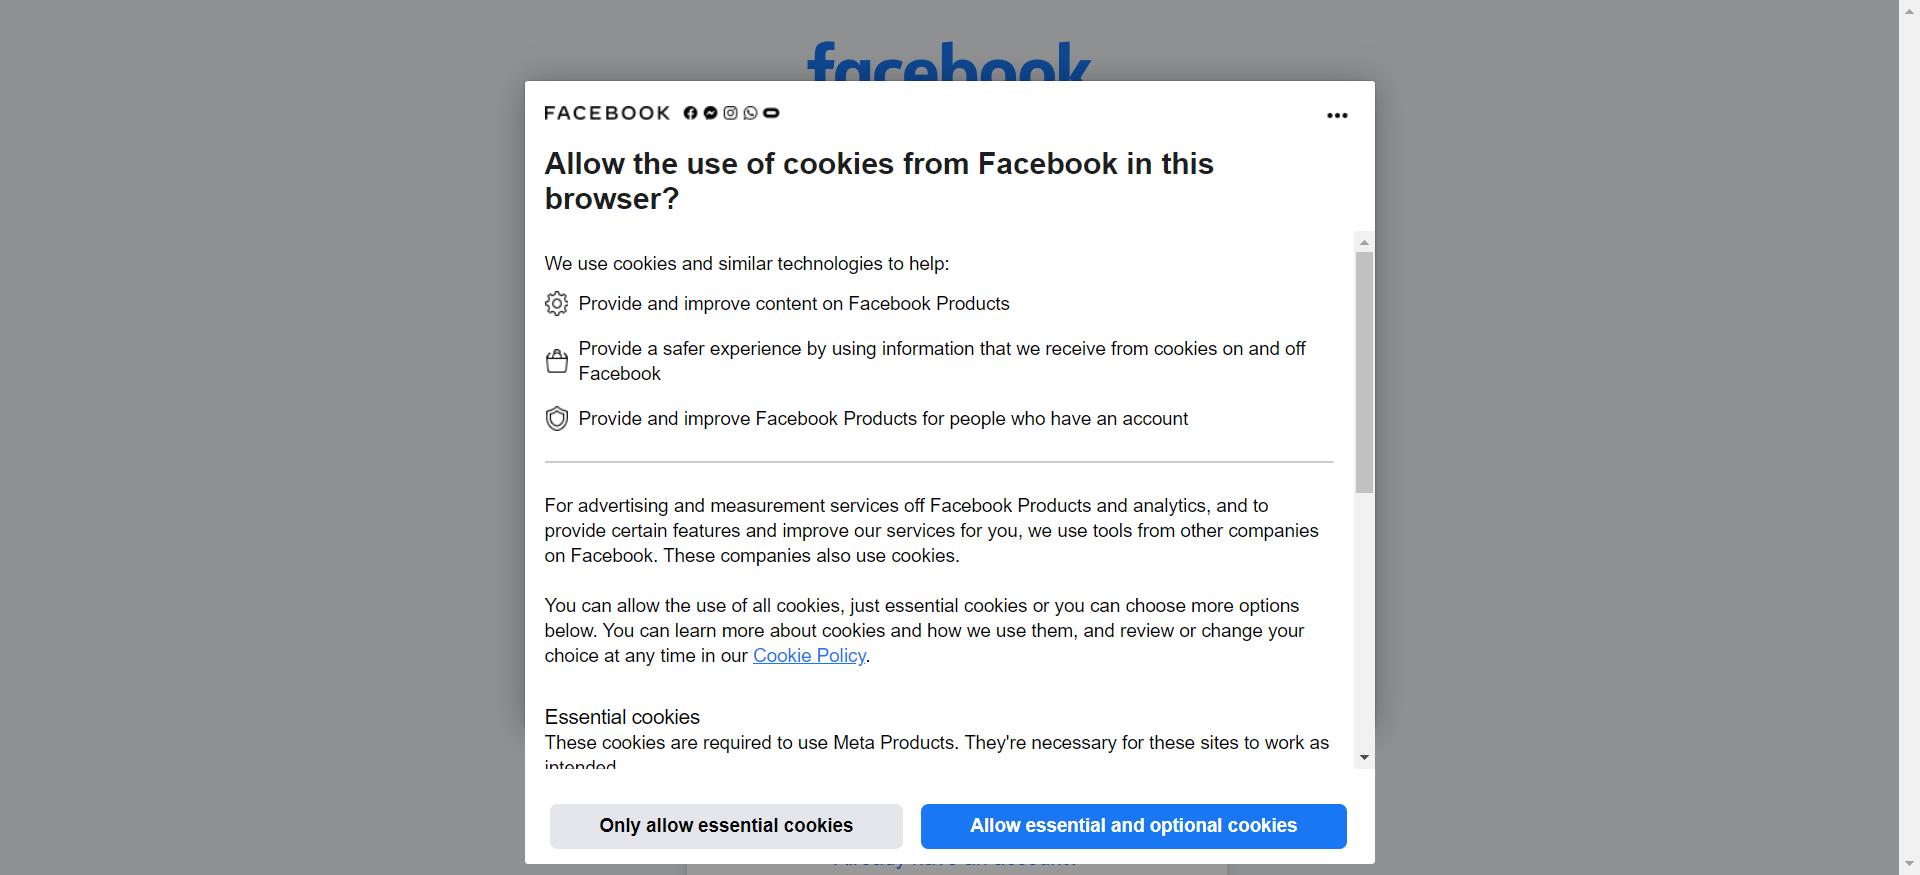 facebook
FACEBOOK
Allow the use of cookies from Facebook in this
browser?
We use cookies and similar technologies to help:
Provide and improve content on Facebook Products
Provide a safer experience by using information that we receive from cookies on and off
Facebook
Provide and improve Facebook Products for people who have an account
For advertising and measurement services off Facebook Products and analytics, and to
provide certain features and improve our services for you, we use tools from other companies
on Facebook. These companies also use cookies.
You can allow the use of all cookies, just essential cookies or you can choose more options
below. You can learn more about cookies and how we use them, and review or change your
choice at any time in our Cookie Policy.
Essential cookies
These cookies are required to use Meta Products. They're necessary for these sites to work as
intended
Only allow essential cookies
Allow essential and optional cookies
Already have an account?